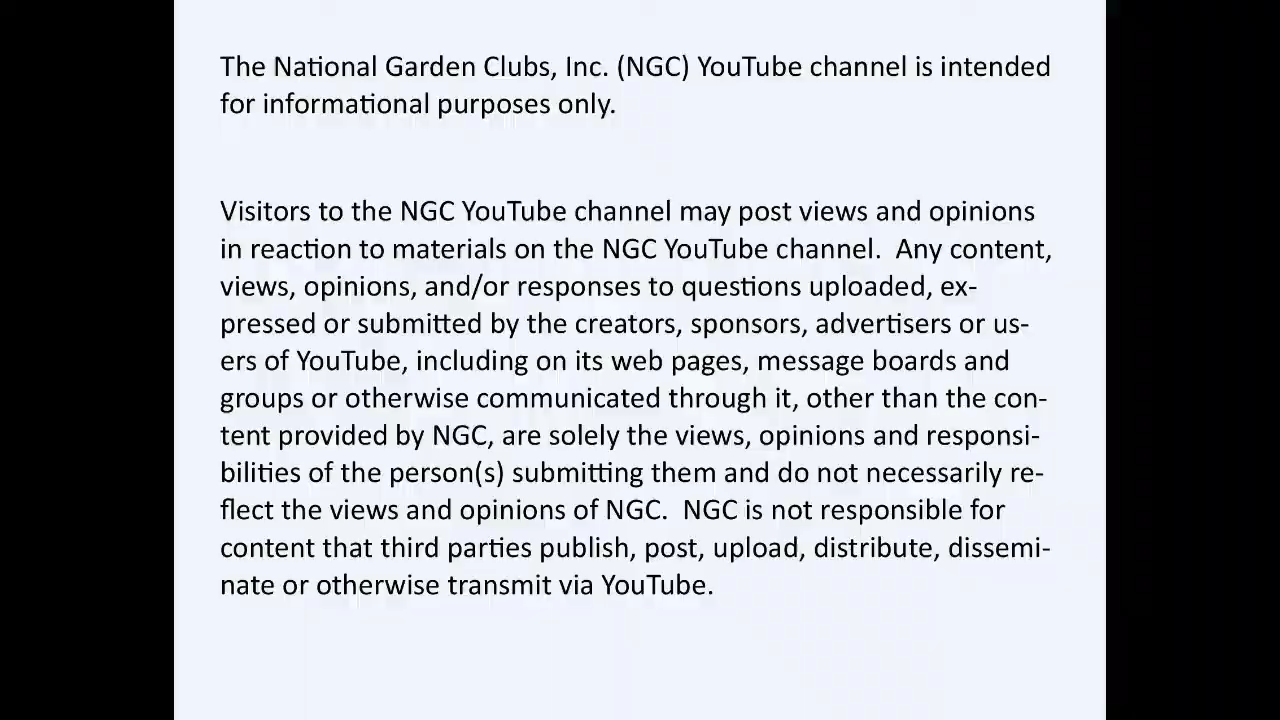 The National Garden Clubs, Inc. (NGC) YouTube channel is intended
for informational purposes only.
Visitors to the NGC YouTube channel may post views and opinions
in reaction to materials on the NGC YouTube channel.  Any content,
views, opinions, and/or responses to questions uploaded, ex-
pressed or submitted by the creators, sponsors, advertisers or us-
ers of YouTube, including on its web pages, message boards and
groups or otherwise communicated through it, other than the con-
tent provided by NGC, are solely the views, opinions and responsi-
bilities of the person(s) submitting them and do not necessarily re-
flect the views and opinions of NGC.  NGC is not responsible for
content that third parties publish, post, upload, distribute, dissemi-
nate or otherwise transmit via YouTube.